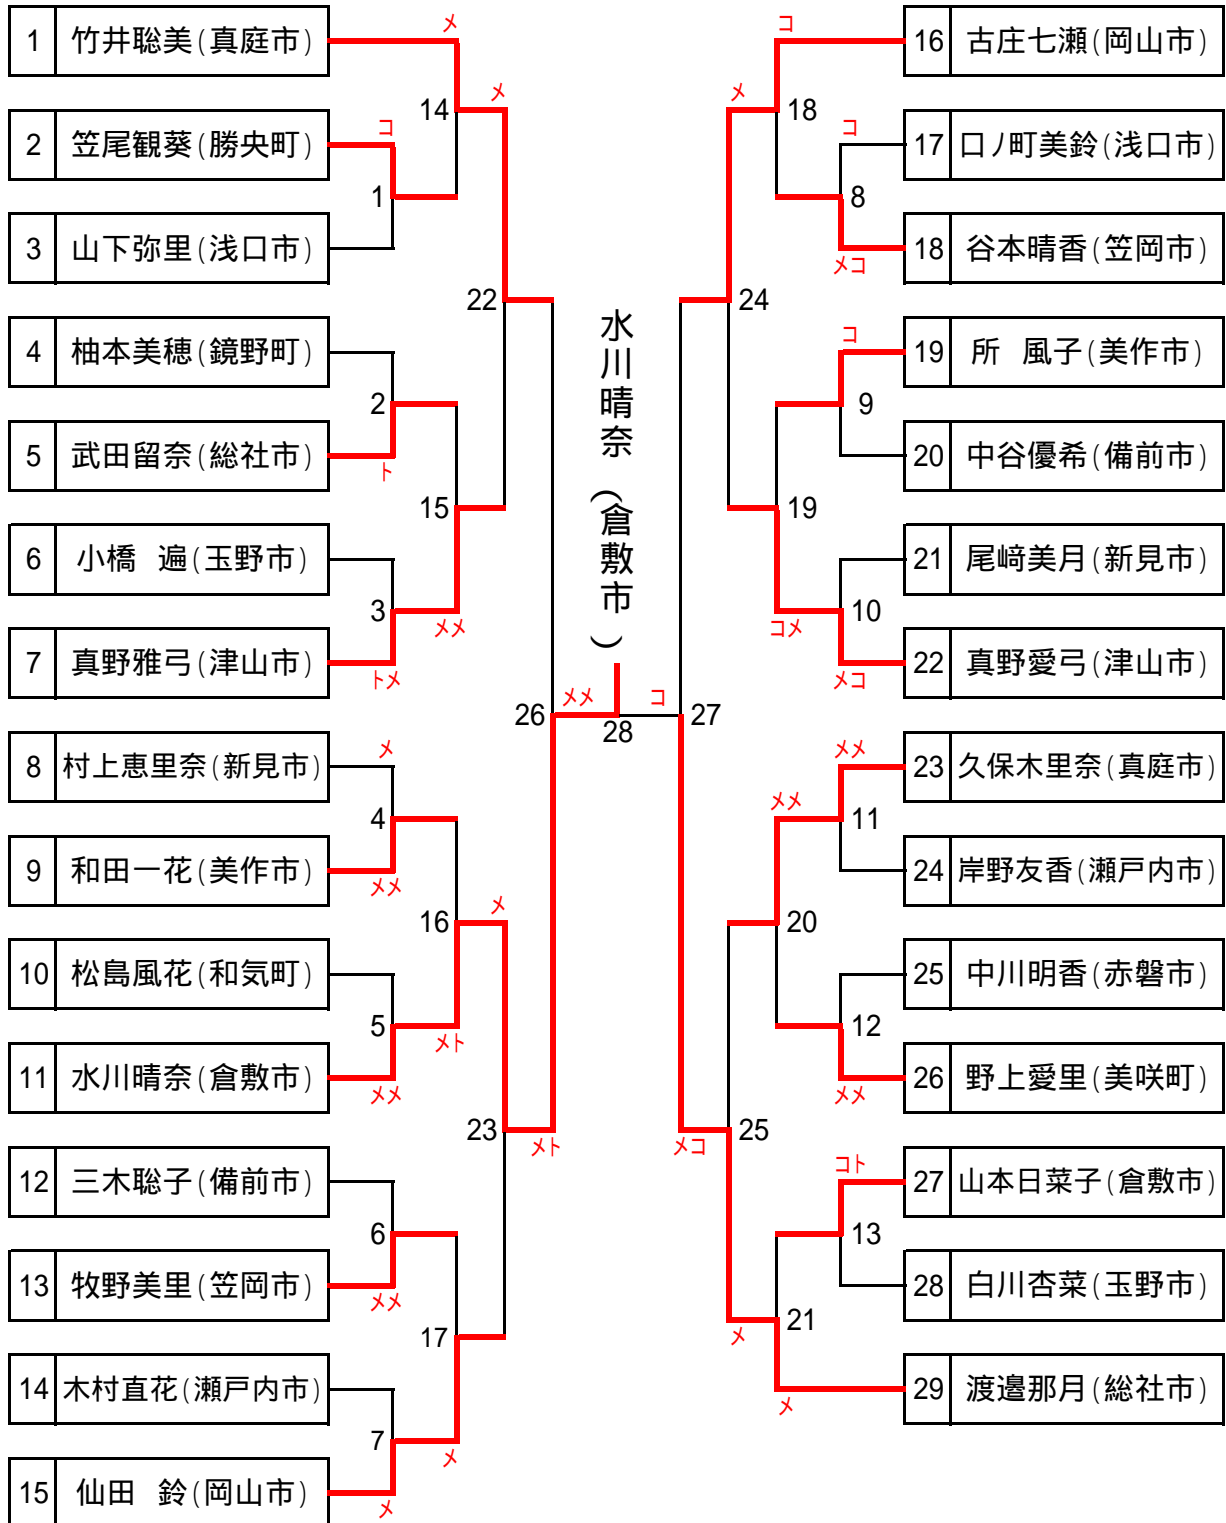 1 竹井聡美(真庭市)
2 笠尾観葵(勝央町)
3 山下弥里(浅口市)
4 柚本美穂(鏡野町)
5 武田留奈(総社市)
6 小橋 遍(玉野市)
7 真野雅弓(津山市)
8 村上恵里奈(新見市)
9 和田一花(美作市)
10 松島風花(和気町)
11 水川晴奈(倉敷市)
12 三木聡子(備前市)
13 牧野美里(笠岡市)
14 木村直花(瀬戸内市)
15 仙田 鈴(岡山市)
コ
1
2
ト
3
トメ
メ
4
メメ
5
メメ
6
メメ
7
メ
メ
14
15
メメ
16
メト
17
メ
メ
22
メ
23
26
メト
水川晴奈(倉敷市)
メメ
28
コ
27
メコ
メ
24
25
メ
コ
18
19
コメ
メメ
20
21
メ
コ
8
メコ
コ
9
10
メコ
メメ
11
12
メメ
コト
13
16 古庄七瀬(岡山市)
17 口ノ町美鈴(浅口市)
18 谷本晴香(笠岡市)
19 所 風子(美作市)
20 中谷優希(備前市)
21 尾﨑美月(新見市)
22 真野愛弓(津山市)
23 久保木里奈(真庭市)
24 岸野友香(瀬戸内市)
25 中川明香(赤磐市)
26 野上愛里(美咲町)
27 山本日菜子(倉敷市)
28 白川杏菜(玉野市)
29 渡邉那月(総社市)